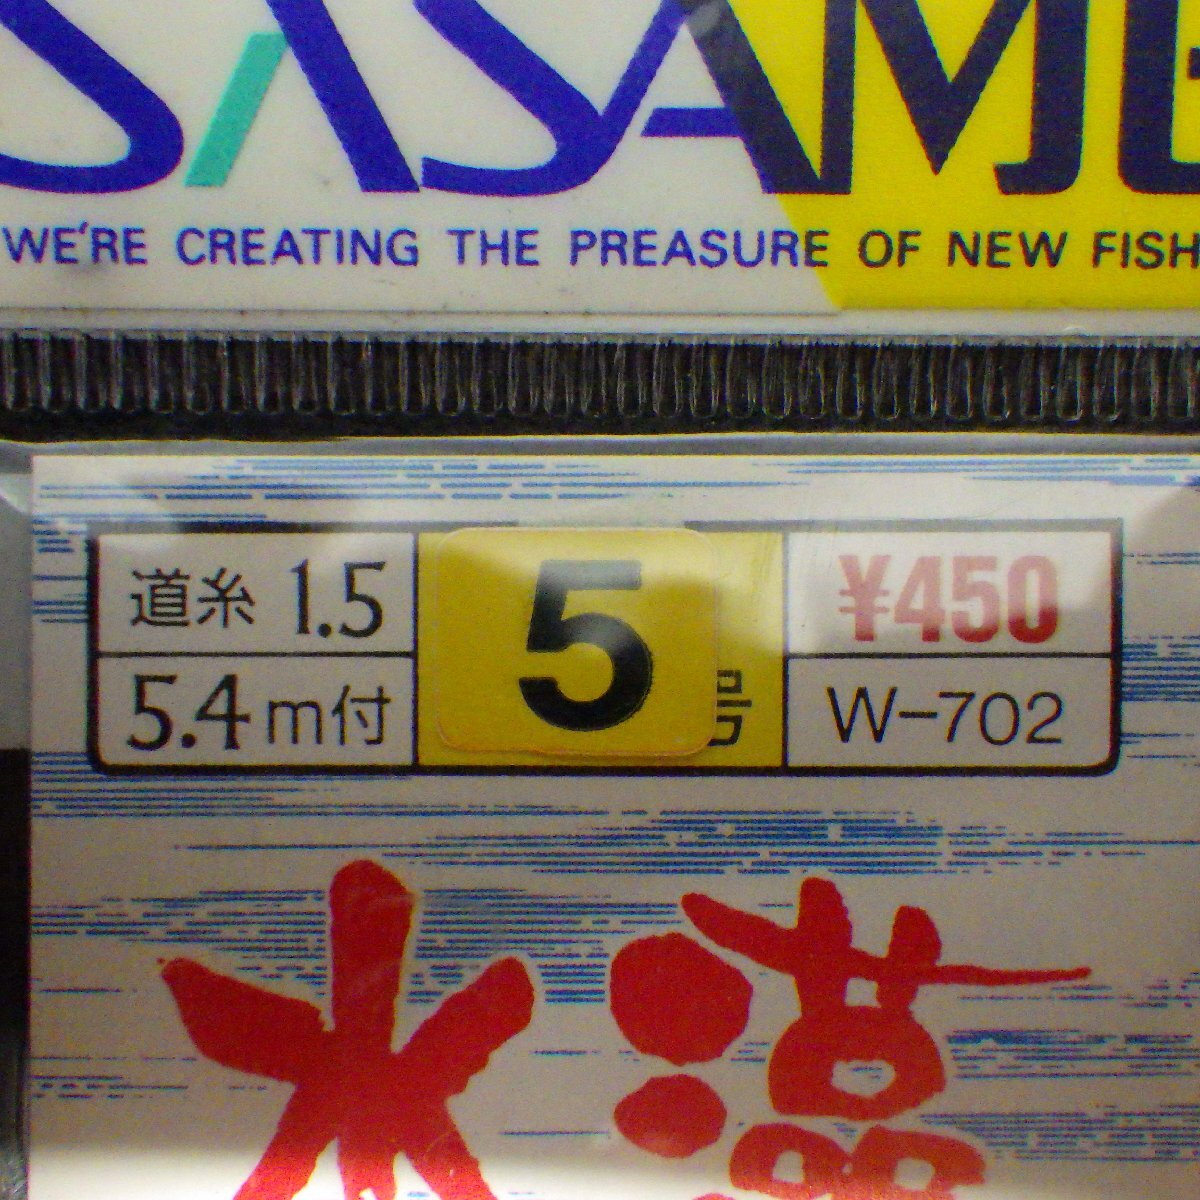 SASAME
WE'RE CREATING THE PREASURE OF NEW FISH
道糸 1.5
5.4m付
5号
¥450
W-702